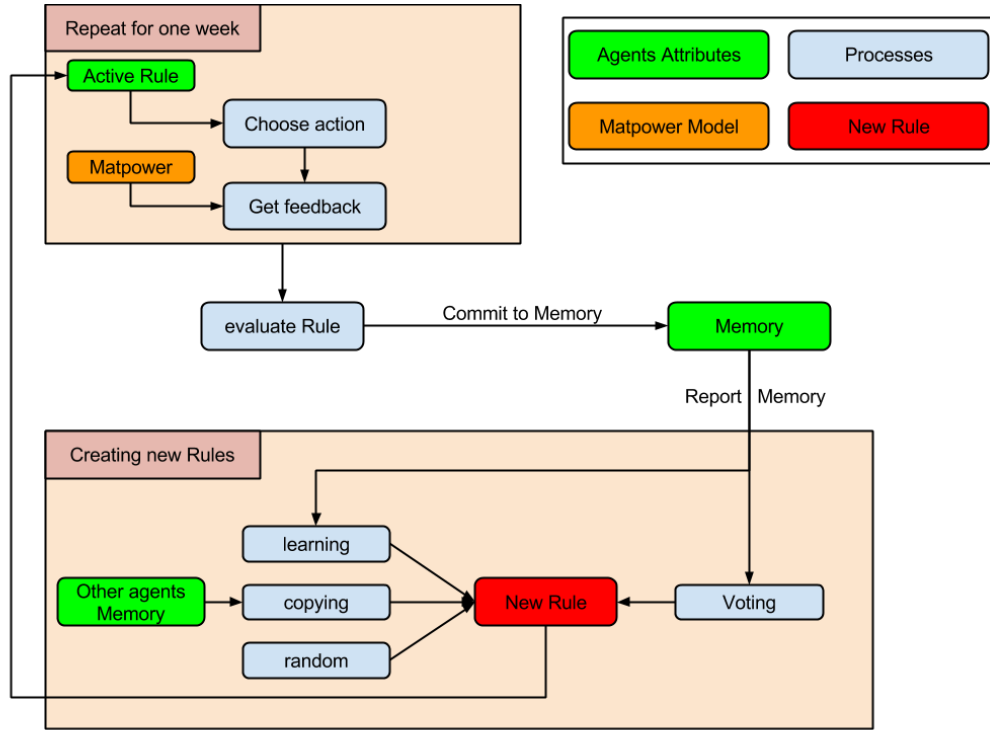 Repeat for one week
Active Rule
Choose action
Matpower
Get feedback
Agents Attributes
Processes
Matpower Model
New Rule
evaluate Rule
Commit to Memory
Memory
Report Memory
Creating new Rules
learning
Other agents
Memory
copying
random
New Rule
Voting